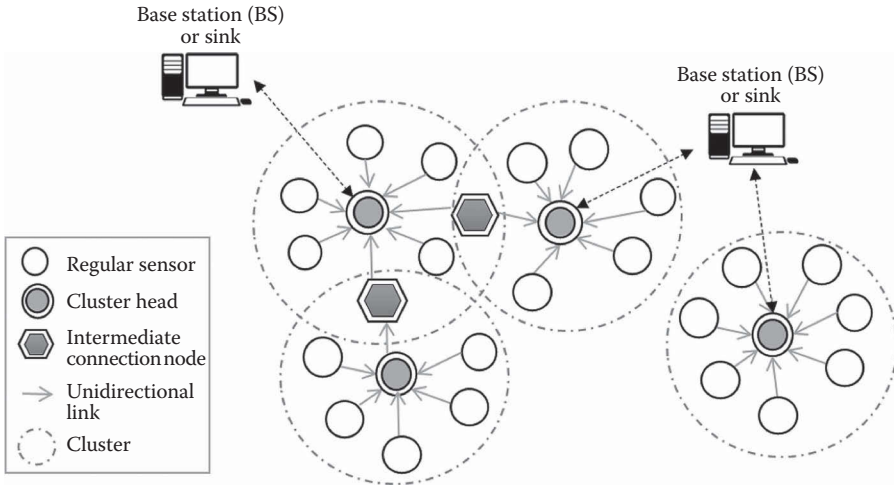 Base station (BS)
or sink
Base station (BS)
or sink
Regular sensor
Cluster head
Intermediate
connection node
Unidirectional
link
Cluster